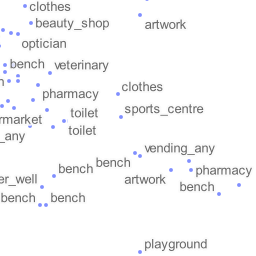 clothes
beauty_shop
artwork
optician
bench
veterinary
clothes
pharmacy
sports_centre
toilet
rmarket
toilet
_any
vending_any
bench
bench
pharmacy
er_well
artwork
bench
bench
bench
playground